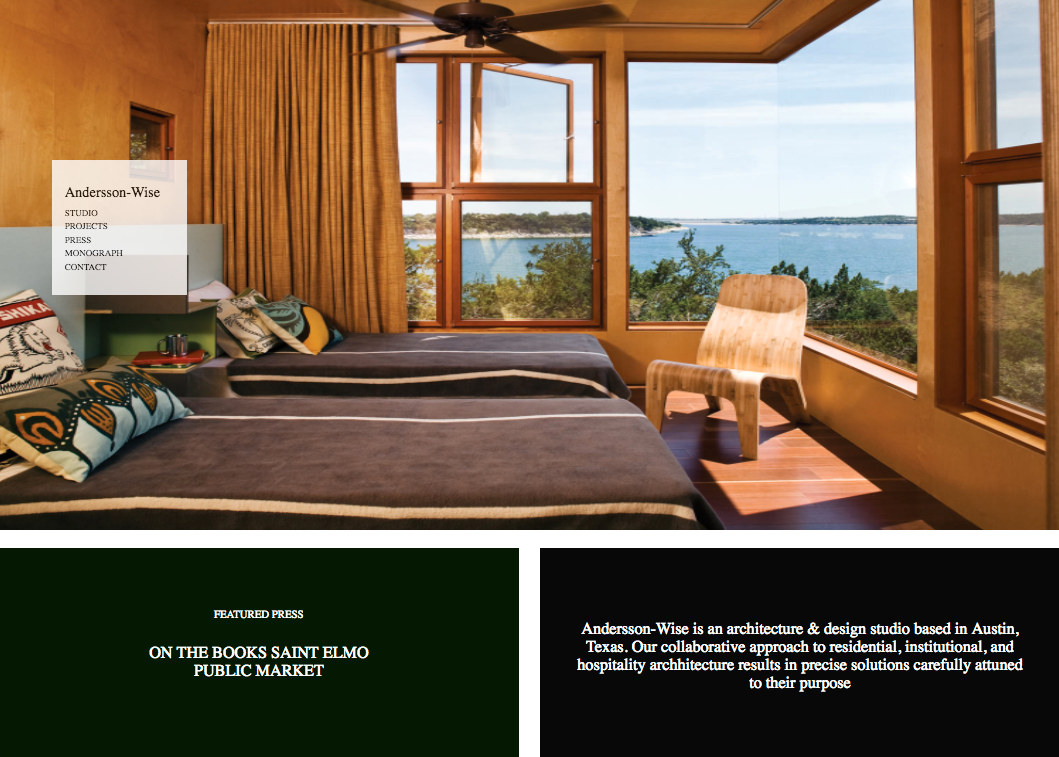 Andersson-Wise
STUDIO
PROJECTS
PRESS
MONOGRAPH
CONTACT
SHIKA
FEATURED PRESS
ON THE BOOKS SAINT ELMO
PUBLIC MARKET
Andersson-Wise is an architecture & design studio based in Austin,
Texas. Our collaborative approach to residential, institutional, and
hospitality archhitecture results in precise solutions carefully attuned
to their purpose